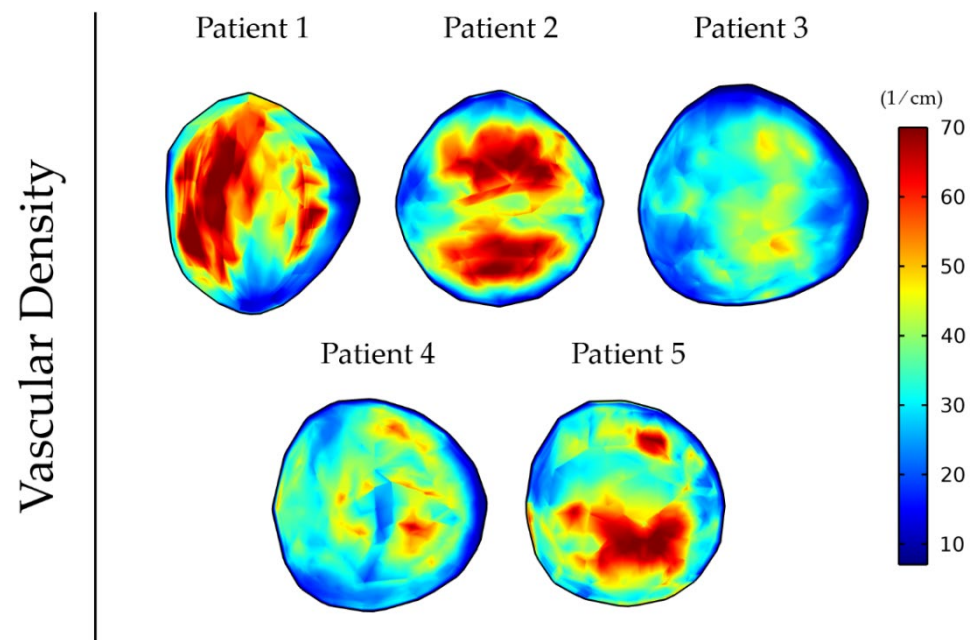 Patient 1
Patient 2
Patient 3
Vascular Density
(1/cm)
70
60
50
40
30
20
10
Patient 4
Patient 5